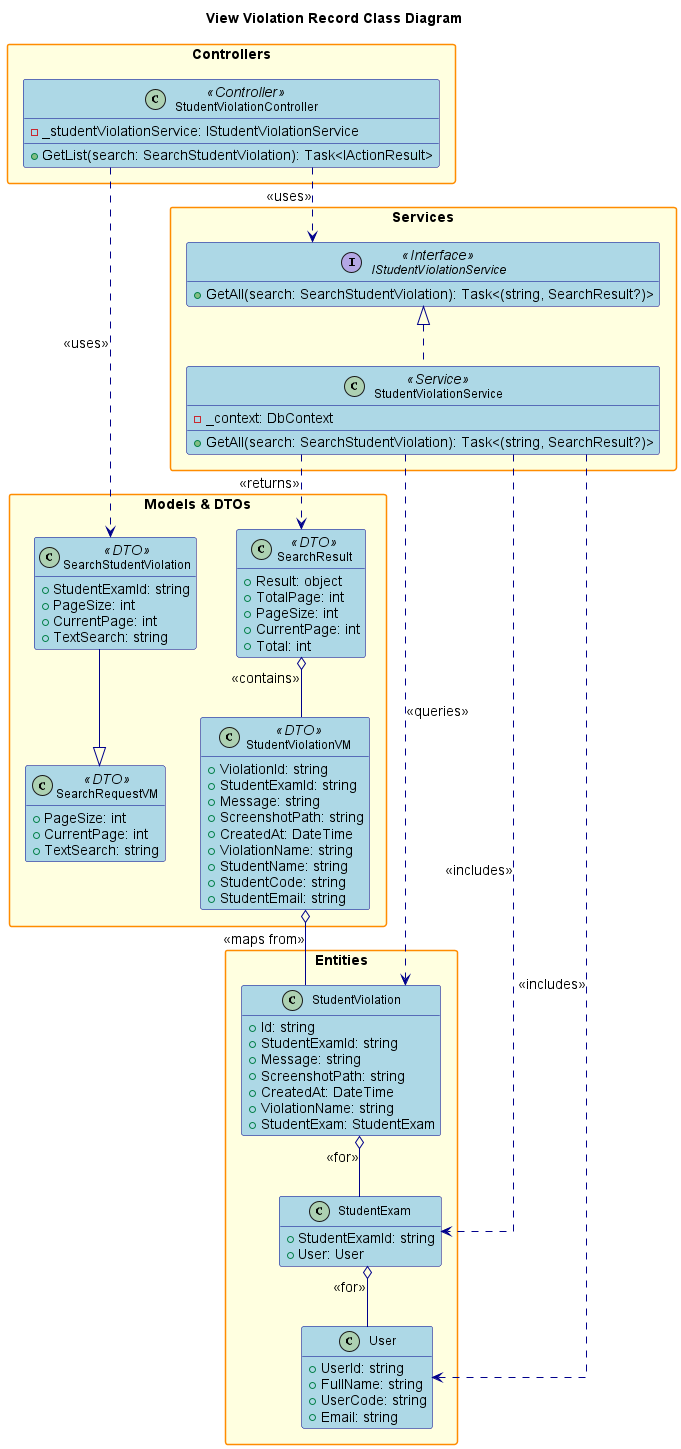 View Violation Record Class Diagram
Controllers
C
«Controller»
StudentViolationController
_studentViolationService: IStudentViolationService
GetList(search: SearchStudentViolation): Task<IActionResult>
«uses»
Services
I
«Interface»
IStudentViolationService
GetAll(search: SearchStudentViolation): Task<(string, SearchResult?)>
«uses»
C
«Service»
StudentViolationService
_context: DbContext
GetAll(search: SearchStudentViolation): Task<(string, SearchResult?)>
«returns»
Models & DTOs
C
«DTO»
SearchStudentViolation
StudentExamId: string
PageSize: int
CurrentPage: int
TextSearch: string
C
«DTO»
SearchResult
Result: object
TotalPage: int
PageSize: int
CurrentPage: int
Total: int
«contains»
«queries»
C
«DTO»
SearchRequestVM
PageSize: int
CurrentPage: int
TextSearch: string
C
«DTO»
StudentViolationVM
ViolationId: string
StudentExamId: string
Message: string
ScreenshotPath: string
CreatedAt: DateTime
ViolationName: string
StudentName: string
StudentCode: string
StudentEmail: string
«includes»
«maps from»
Entities
«includes»
C
StudentViolation
Id: string
StudentExamId: string
Message: string
ScreenshotPath: string
CreatedAt: DateTime
ViolationName: string
StudentExam: StudentExam
«for»
C
StudentExam
StudentExamId: string
User: User
«for»
C
User
UserId: string
FullName: string
UserCode: string
Email: string